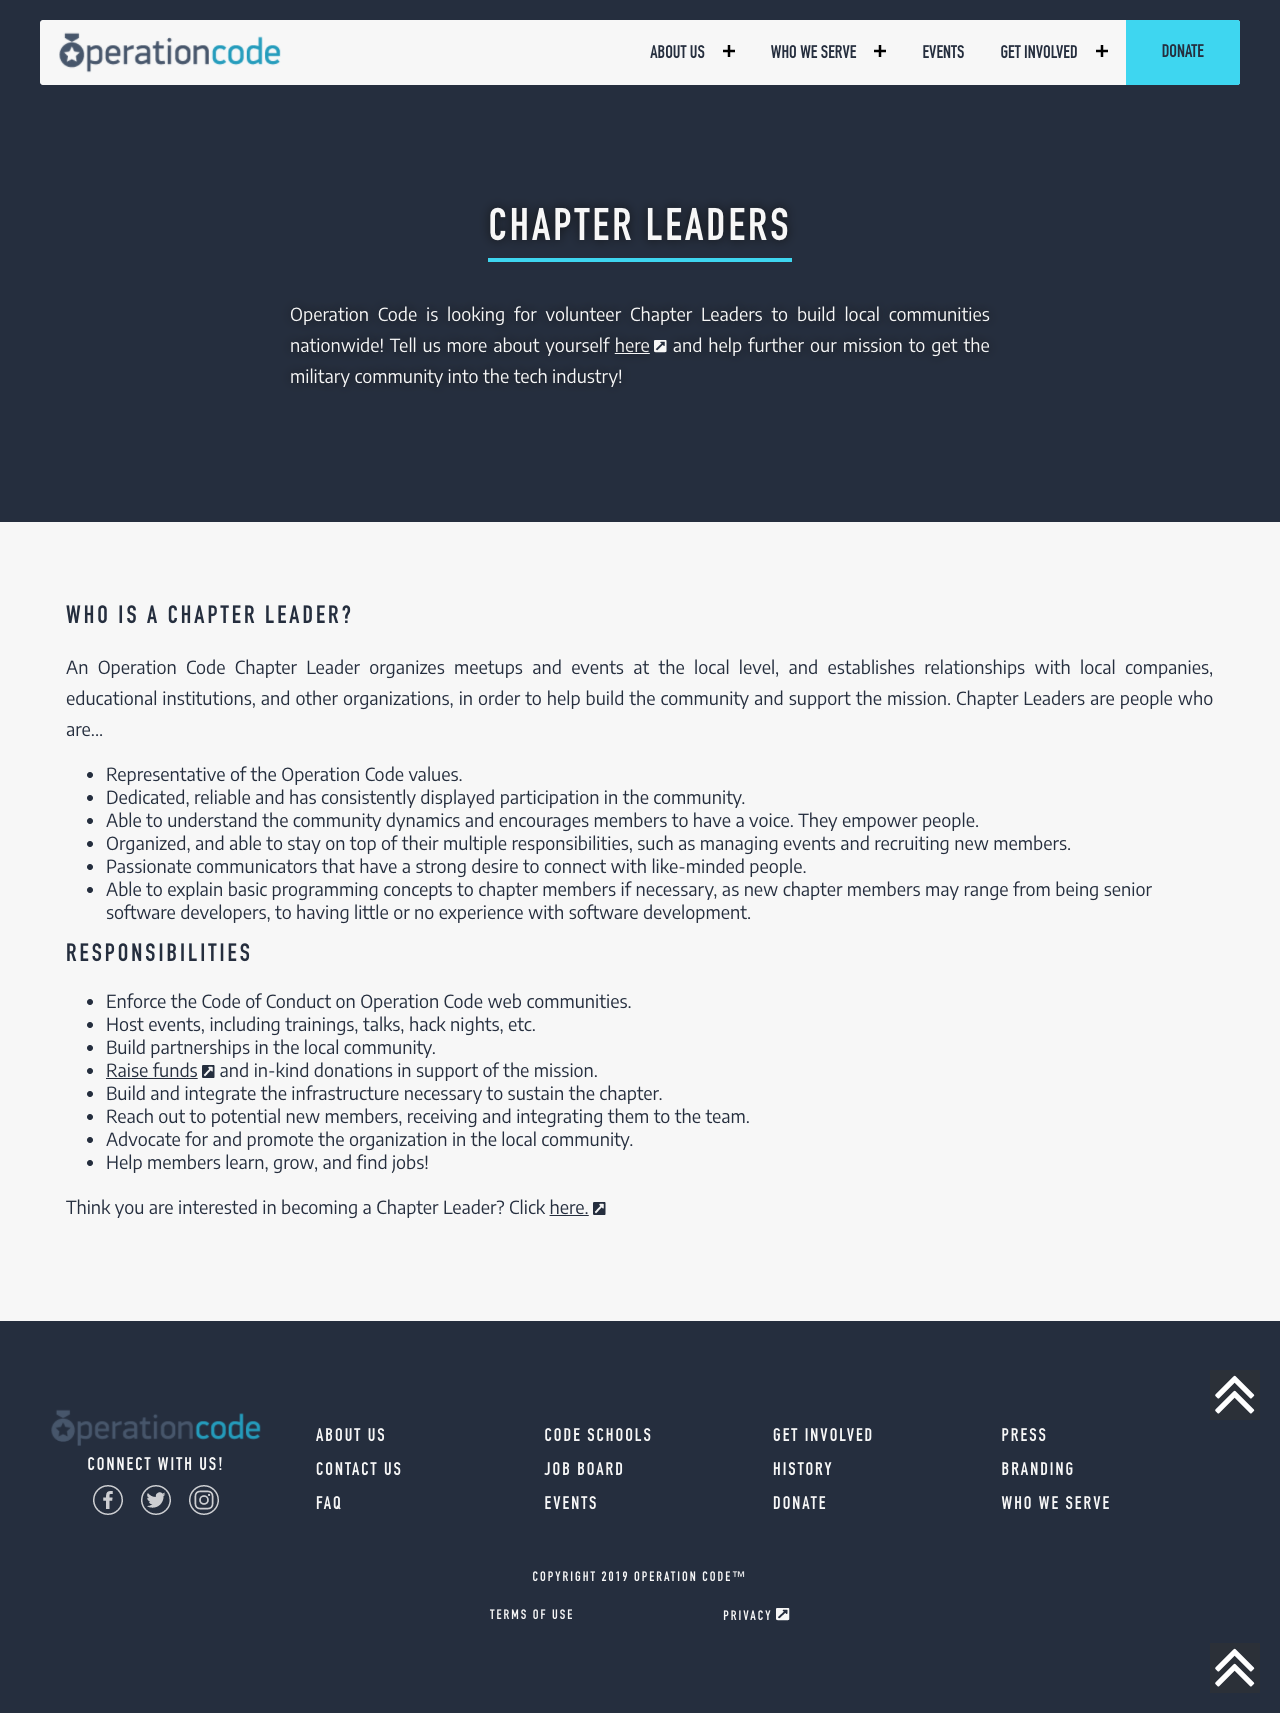 Operationcode
ABOUT US
WHO WE SERVE
EVENTS
GET INVOLVED
DONATE
CHAPTER LEADERS
Operation Code is looking for volunteer Chapter Leaders to build local communities
nationwide! Tell us more about yourself here and help further our mission to get the
military community into the tech industry!
WHO IS A CHAPTER LEADER?
An Operation Code Chapter Leader organizes meetups and events at the local level, and establishes relationships with local companies,
educational institutions, and other organizations, in order to help build the community and support the mission. Chapter Leaders are people who
are...
• Representative of the Operation Code values.
• Dedicated, reliable and has consistently displayed participation in the community.
• Able to understand the community dynamics and encourages members to have a voice. They empower people.
• Organized, and able to stay on top of their multiple responsibilities, such as managing events and recruiting new members.
• Passionate communicators that have a strong desire to connect with like-minded people.
• Able to explain basic programming concepts to chapter members if necessary, as new chapter members may range from being senior
software developers, to having little or no experience with software development.
RESPONSIBILITIES
• Enforce the Code of Conduct on Operation Code web communities.
• Host events, including trainings, talks, hack nights, etc.
• Build partnerships in the local community.
• Raise funds and in-kind donations in support of the mission.
• Build and integrate the infrastructure necessary to sustain the chapter.
• Reach out to potential new members, receiving and integrating them to the team.
• Advocate for and promote the organization in the local community.
• Help members learn, grow, and find jobs!
Think you are interested in becoming a Chapter Leader? Click here.
Operationcode
CONNECT WITH US!
ABOUT US
CONTACT US
FAQ
CODE SCHOOLS
JOB BOARD
EVENTS
GET INVOLVED
HISTORY
DONATE
PRESS
BRANDING
WHO WE SERVE
COPYRIGHT 2019 OPERATION CODE™
TERMS OF USE
PRIVACY